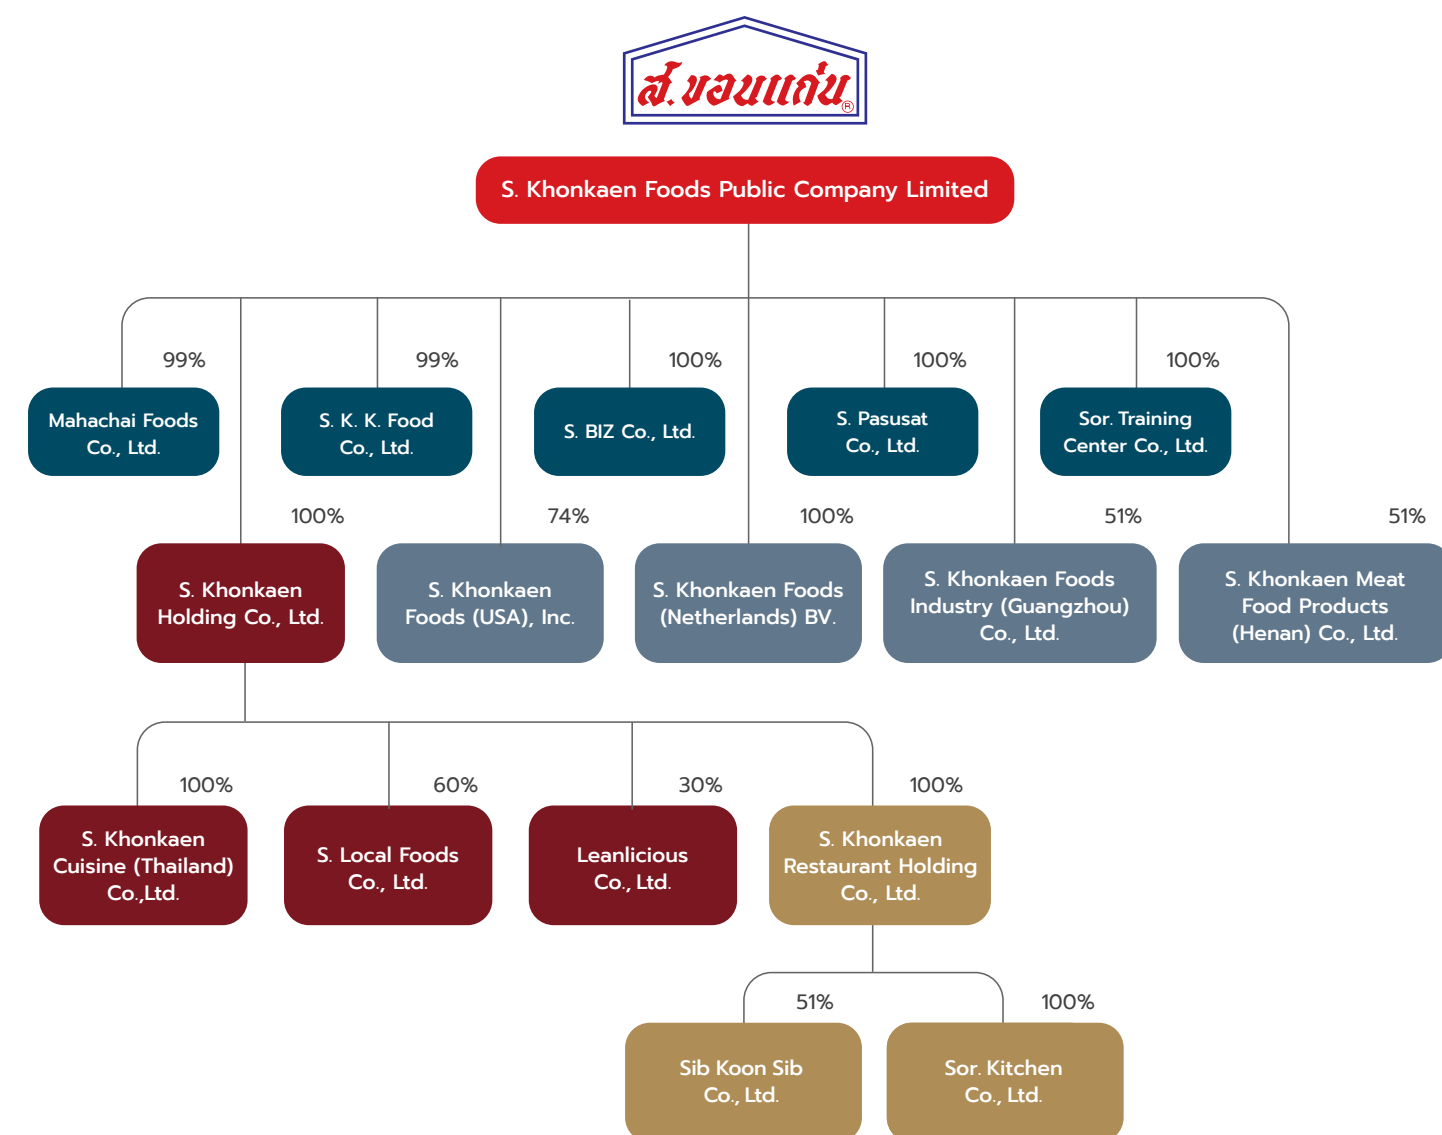 ส.ขอนแก่น
®
S. Khonkaen Foods Public Company Limited
99%
99%
100%
100%
100%
Mahachai Foods
Co., Ltd.
S. K. K. Food
Co., Ltd.
S. BIZ Co., Ltd.
S. Pasusat
Co., Ltd.
Sor. Training
Center Co., Ltd.
100%
74%
100%
51%
51%
S. Khonkaen
Holding Co., Ltd.
S. Khonkaen
Foods (USA), Inc.
S. Khonkaen Foods
(Netherlands) BV.
S. Khonkaen Foods
Industry (Guangzhou)
Co., Ltd.
S. Khonkaen Meat
Food Products
(Henan) Co., Ltd.
100%
60%
30%
100%
S. Khonkaen
Cuisine (Thailand)
Co.,Ltd.
S. Local Foods
Co., Ltd.
Leanlicious
Co., Ltd.
S. Khonkaen
Restaurant Holding
Co., Ltd.
51%
100%
Sib Koon Sib
Co., Ltd.
Sor. Kitchen
Co., Ltd.